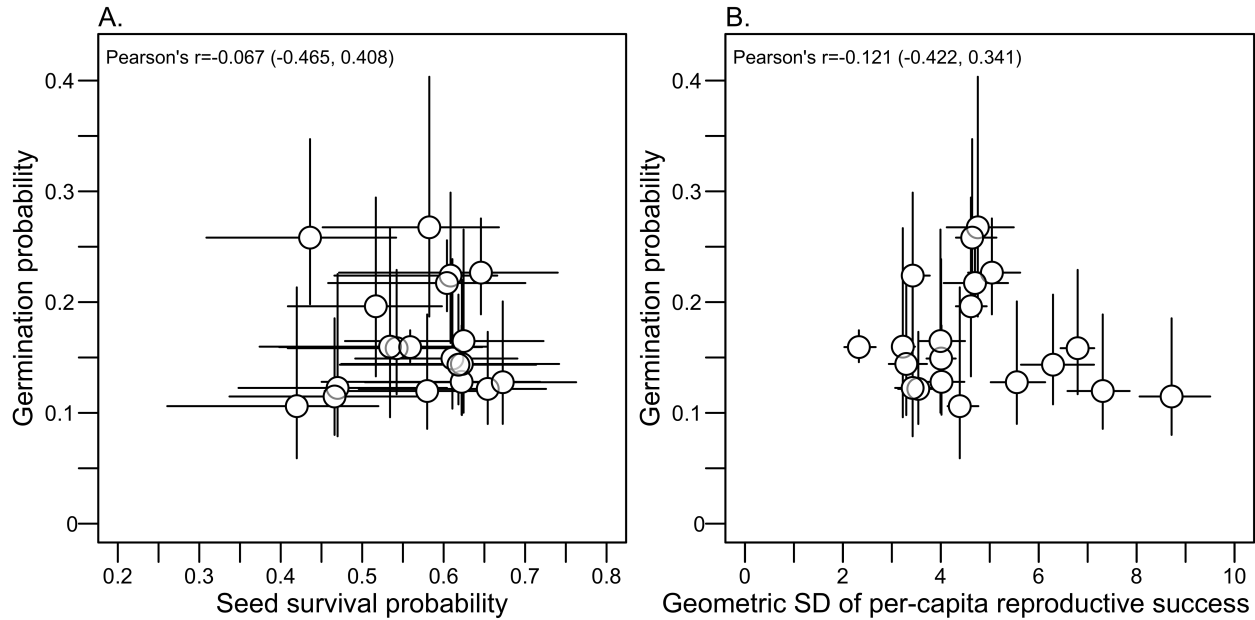 A.
Pearson's r=-0.067 (-0.465, 0.408)
Germination probability
0.4
0.3
0.2
0.1
0
0.2 0.3 0.4 0.5 0.6 0.7 0.8
Seed survival probability
B.
Pearson's r=-0.121 (-0.422, 0.341)
Germination probability
0.4
0.3
0.2
0.1
0
0 2 4 6 8 10
Geometric SD of per-capita reproductive success